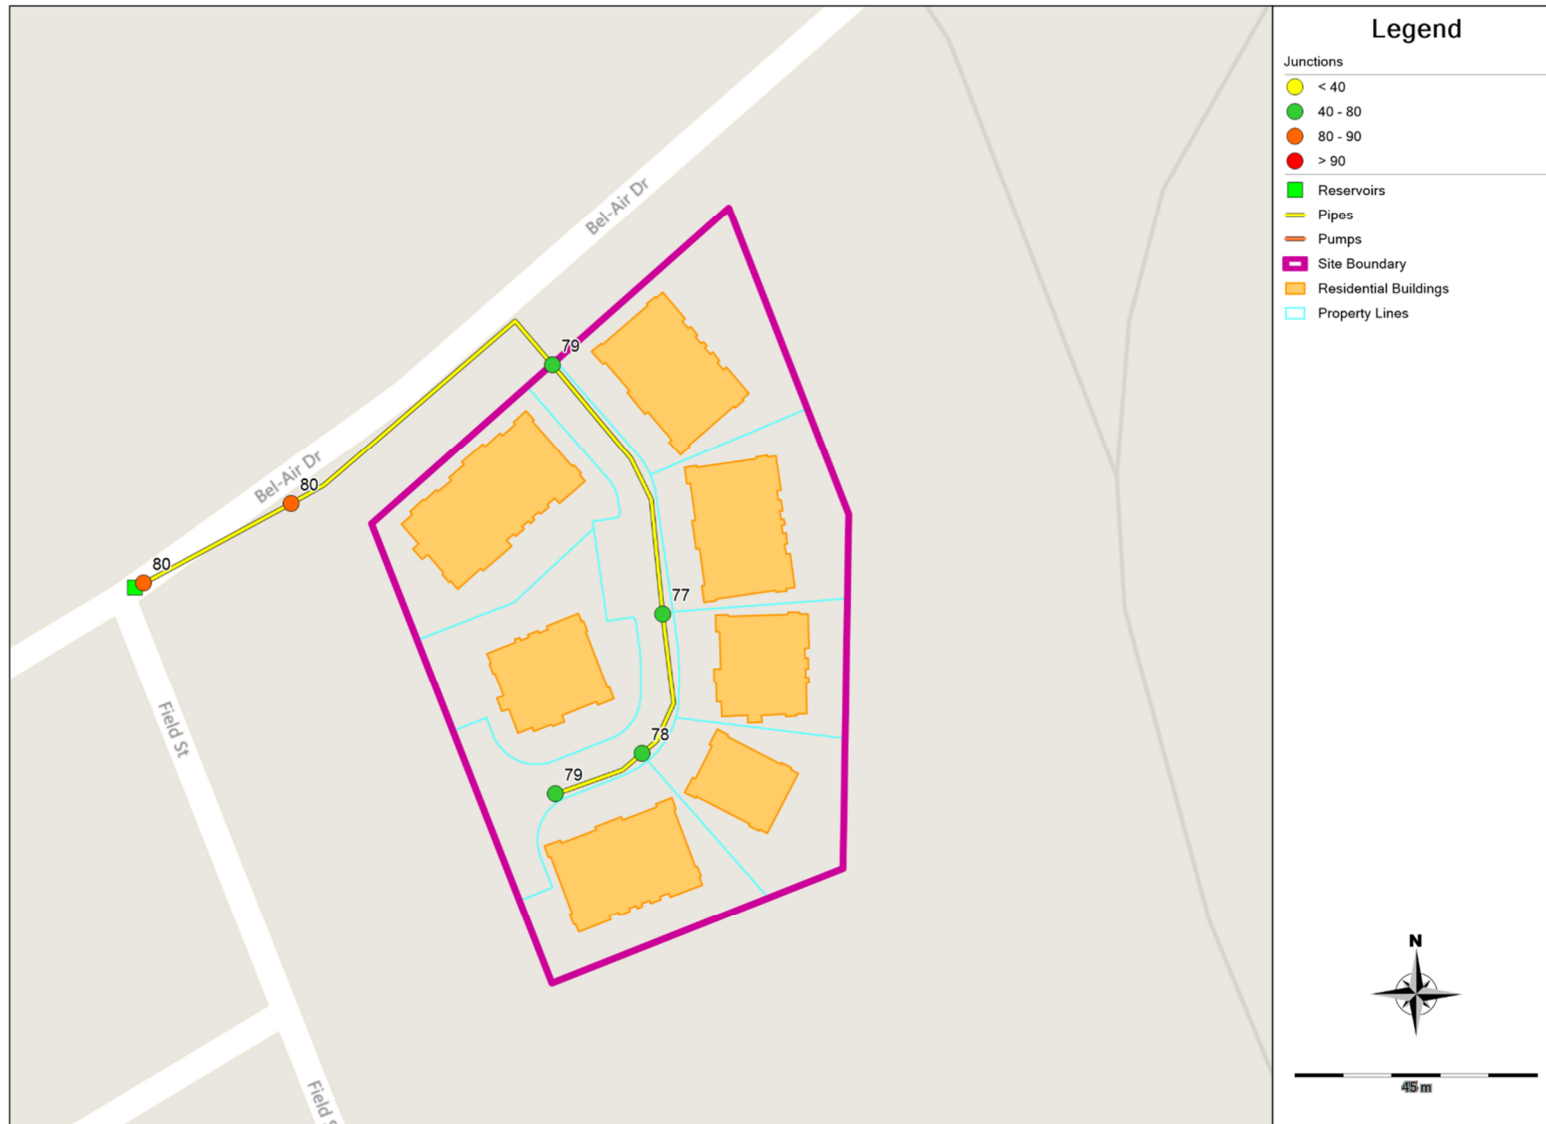 Legend
Junctions
< 40
40 - 80
80 - 90
> 90
Reservoirs
Pipes
Pumps
Site Boundary
Residential Buildings
Property Lines
Bel-Air Dr
79
Bel-Air Dr
80
80
77
Field St
78
79
N
45 m
Field S